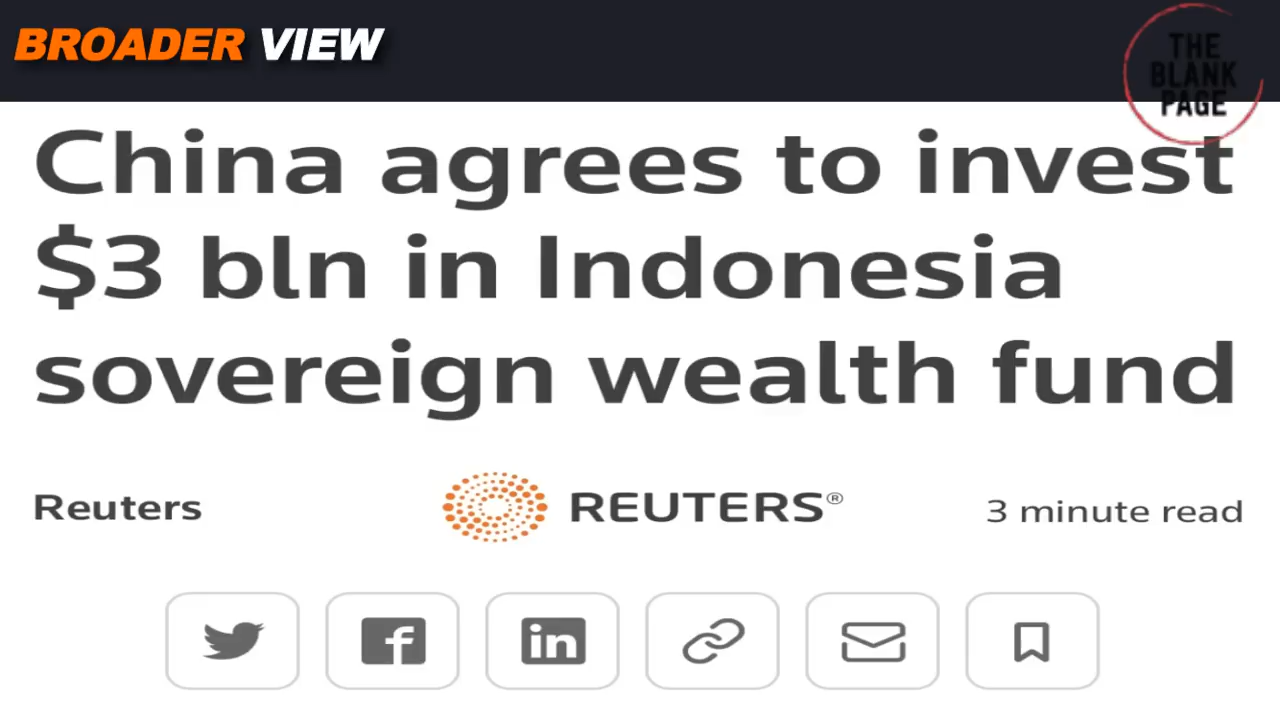 BROADER VIEW
THE
BLANK
PAGE
China agrees to invest
$3 bln in Indonesia
sovereign wealth fund
Reuters
REUTERS®
3 minute read
f
in